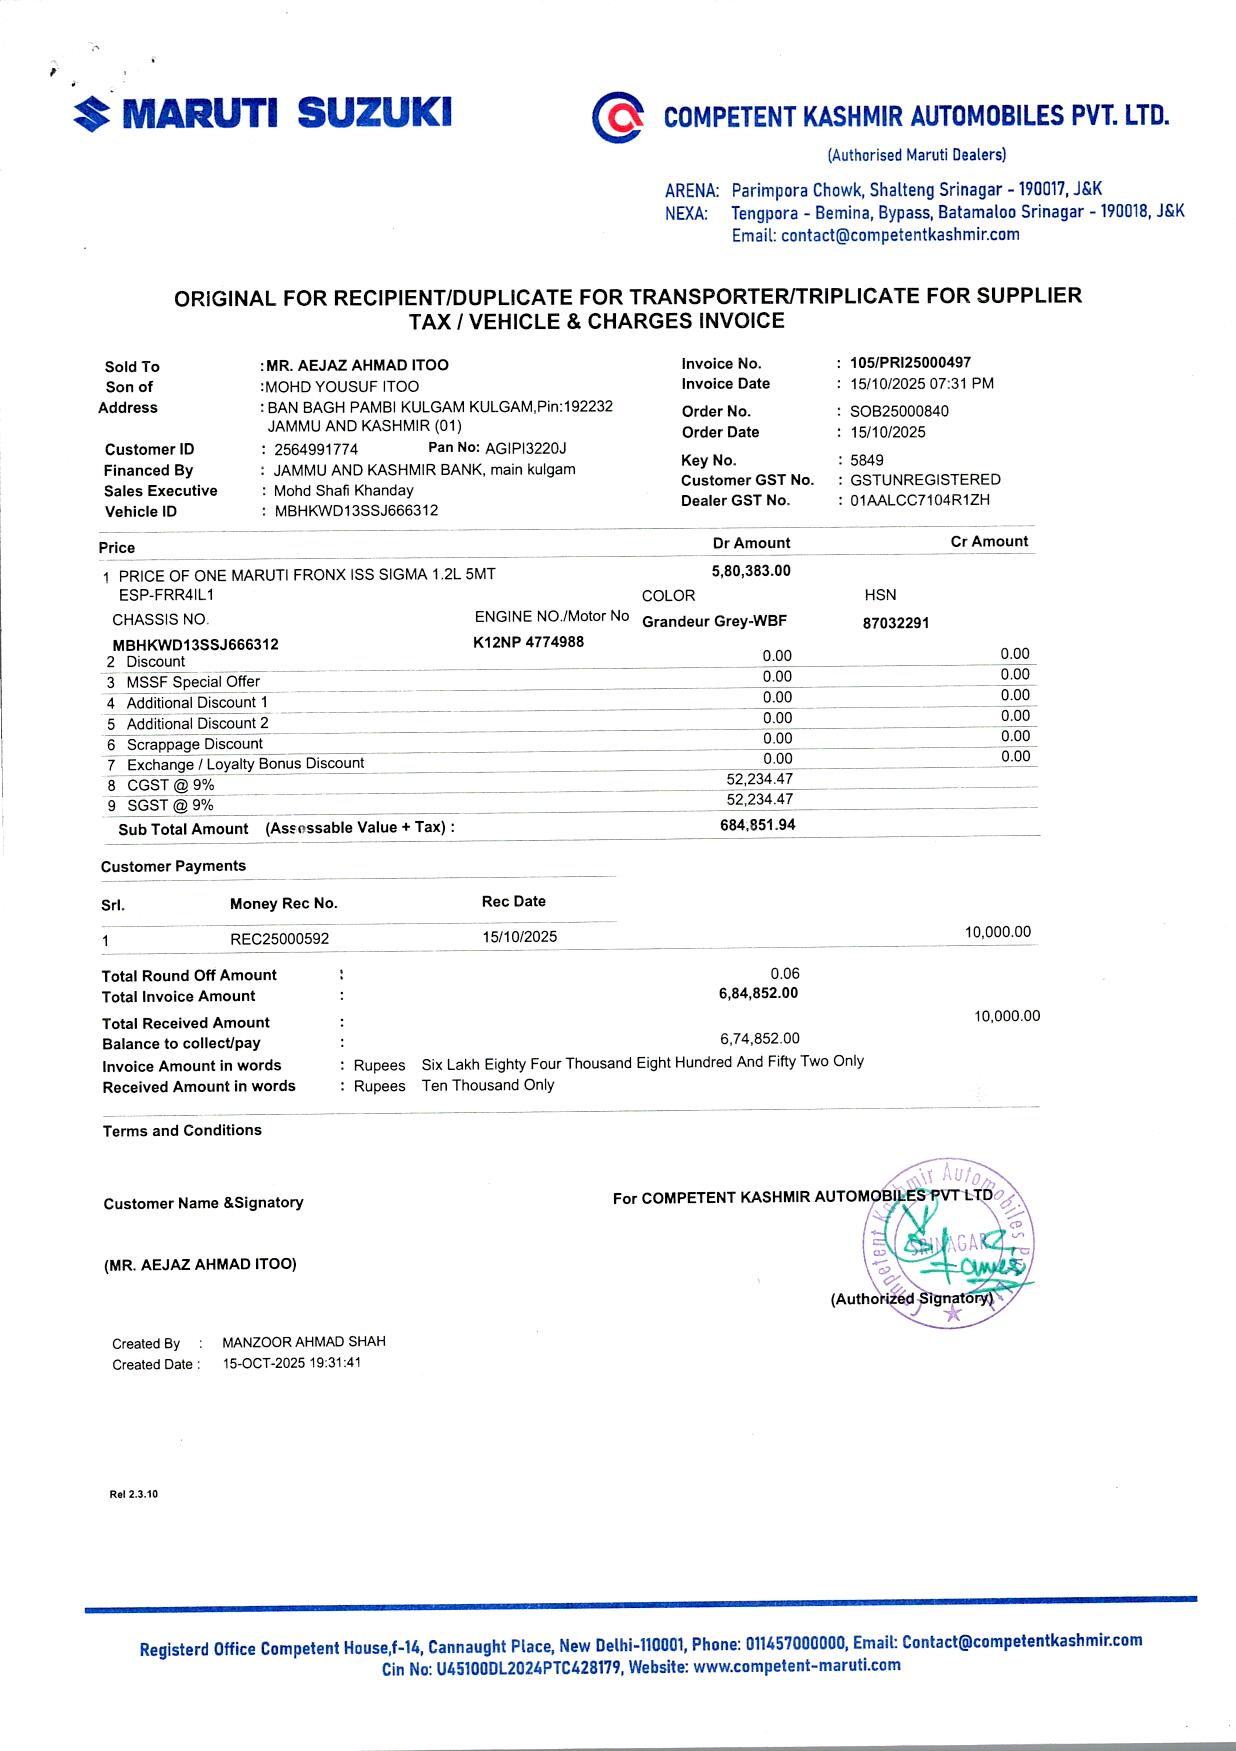 MARUTI SUZUKI
COMPETENT KASHMIR AUTOMOBILES PVT. LTD.
(Authorised Maruti Dealers)
ARENA: Parimpora Chowk, Shalteng Srinagar - 190017, J&K
NEXA: Tengpora - Bemina, Bypass, Batamaloo Srinagar - 190018, J&K
Email: contact@competentkashmir.com
ORIGINAL FOR RECIPIENT/DUPLICATE FOR TRANSPORTER/TRIPLICATE FOR SUPPLIER
TAX / VEHICLE & CHARGES INVOICE
Sold To :MR. AEJAZ AHMAD ITOO
Son of :MOHD YOUSUF ITOO
Address : BAN BAGH PAMBI KULGAM KULGAM,Pin:192232
JAMMU AND KASHMIR (01)
Customer ID : 2564991774 Pan No: AGIPI3220J
Financed By : JAMMU AND KASHMIR BANK, main kulgam
Sales Executive : Mohd Shafi Khanday
Vehicle ID : MBHKWD13SSJ666312
Invoice No. : 105/PRI25000497
Invoice Date : 15/10/2025 07:31 PM
Order No. : SOB25000840
Order Date : 15/10/2025
Key No. : 5849
Customer GST No. : GSTUNREGISTERED
Dealer GST No. : 01AALCC7104R1ZH
Price Dr Amount Cr Amount
1 PRICE OF ONE MARUTI FRONX ISS SIGMA 1.2L 5MT 5,80,383.00
ESP-FRR4IL1 COLOR HSN
CHASSIS NO. ENGINE NO./Motor No Grandeur Grey-WBF 87032291
MBHKWD13SSJ666312 K12NP 4774988
2 Discount 0.00 0.00
3 MSSF Special Offer 0.00 0.00
4 Additional Discount 1 0.00 0.00
5 Additional Discount 2 0.00 0.00
6 Scrappage Discount 0.00 0.00
7 Exchange / Loyalty Bonus Discount 0.00 0.00
8 CGST @ 9% 52,234.47
9 SGST @ 9% 52,234.47
Sub Total Amount (Assessable Value + Tax) : 684,851.94
Customer Payments
Srl. Money Rec No. Rec Date
1 REC25000592 15/10/2025 10,000.00
Total Round Off Amount : 0.06
Total Invoice Amount : 6,84,852.00
Total Received Amount : 10,000.00
Balance to collect/pay : 6,74,852.00
Invoice Amount in words : Rupees Six Lakh Eighty Four Thousand Eight Hundred And Fifty Two Only
Received Amount in words : Rupees Ten Thousand Only
Terms and Conditions
Customer Name &Signatory
For COMPETENT KASHMIR AUTOMOBILES PVT LTD
Competent Kashmir Automobiles
SRINAGAR
(MR. AEJAZ AHMAD ITOO)
(Authorized Signatory)
Created By : MANZOOR AHMAD SHAH
Created Date : 15-OCT-2025 19:31:41
Rel 2.3.10
Registerd Office Competent House,f-14, Cannaught Place, New Delhi-110001, Phone: 011457000000, Email: Contact@competentkashmir.com
Cin No: U45100DL2024PTC428179, Website: www.competent-maruti.com